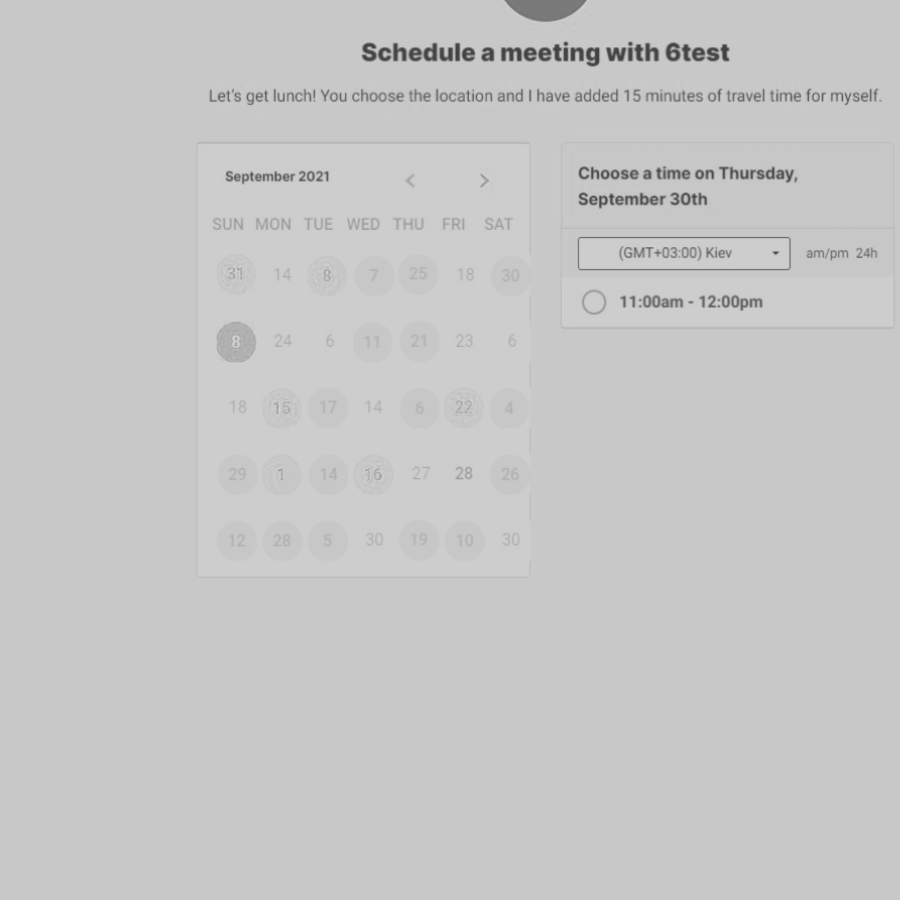 Schedule a meeting with 6test
Let's get lunch! You choose the location and I have added 15 minutes of travel time for myself.
September 2021
SUN MON TUE WED THU FRI SAT
31 14 8 7 25 18 30
8 24 6 11 21 23 6
18 15 17 14 6 22 4
29 1 14 16 27 28 26
12 28 5 30 19 10 30
Choose a time on Thursday,
September 30th
(GMT+03:00) Kiev am/pm 24h
11:00am - 12:00pm